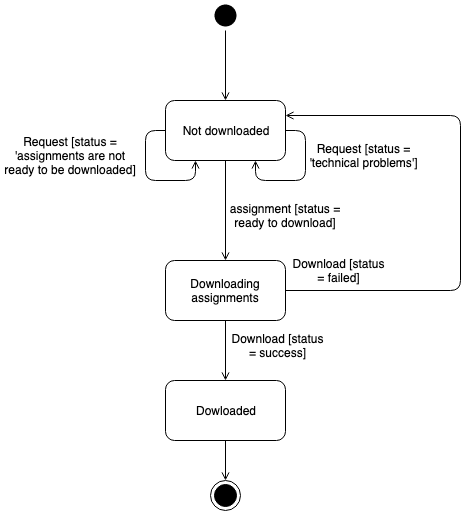 Not downloaded
Request [status =
'assignments are not
ready to be downloaded]
Request [status =
'technical problems']
assignment [status =
ready to download]
Downloading
assignments
Download [status
= failed]
Download [status
= success]
Dowloaded